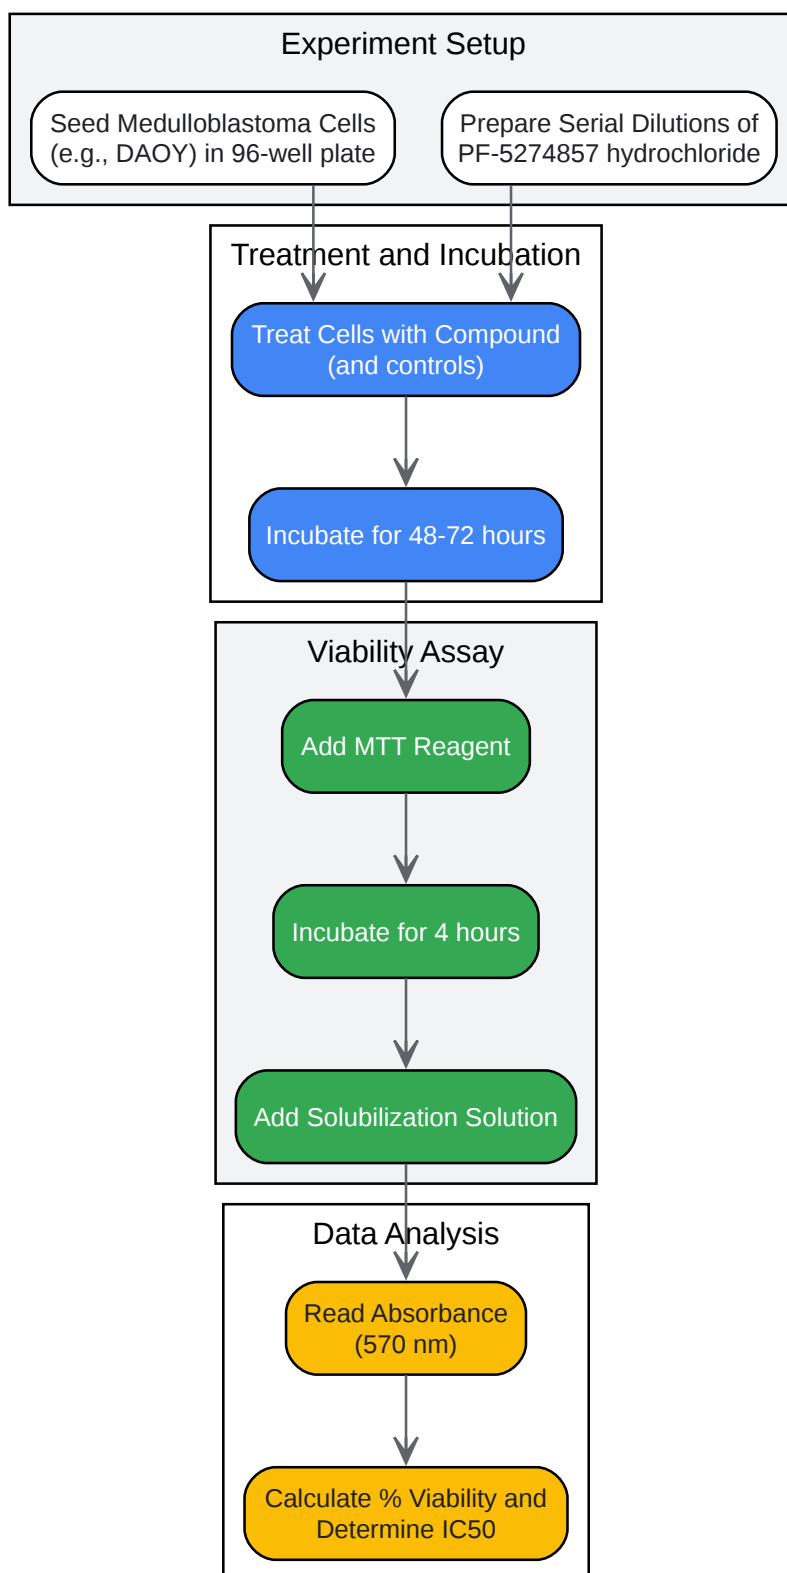 Experiment Setup
Seed Medulloblastoma Cells
(e.g., DAOY) in 96-well plate
Prepare Serial Dilutions of
PF-5274857 hydrochloride
Treatment and Incubation
Treat Cells with Compound
(and controls)
Incubate for 48-72 hours
Viability Assay
Add MTT Reagent
Incubate for 4 hours
Add Solubilization Solution
Data Analysis
Read Absorbance
(570 nm)
Calculate % Viability and
Determine IC50